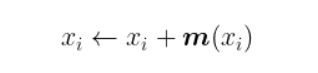 x_i ← x_i + m(x_i)